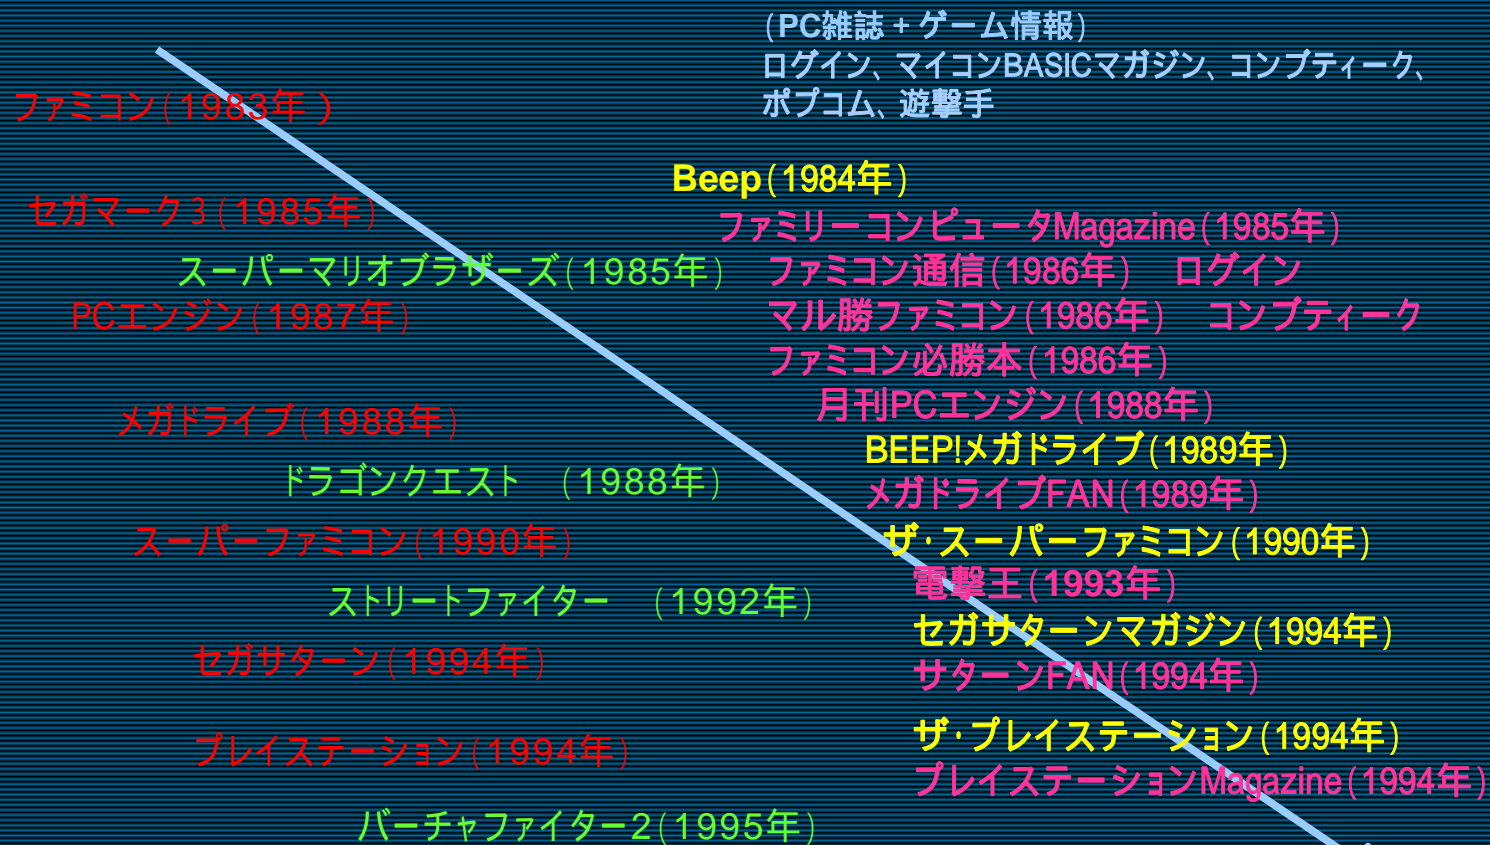 (PC雑誌 + ゲーム情報)
ログイン、マイコンBASICマガジン、コンプティーク、
ポプコム、遊撃手
ファミコン(1983年 )
Beep(1984年)
セガマーク3(1985年)
ファミリーコンピュータMagazine(1985年)
スーパーマリオブラザーズ(1985年)
ファミコン通信(1986年) ログイン
PCエンジン(1987年)
マル勝ファミコン(1986年) コンプティーク
ファミコン必勝本(1986年)
月刊PCエンジン(1988年)
メガドライブ(1988年)
BEEP!メガドライブ(1989年)
ドラゴンクエスト (1988年)
メガドライブFAN(1989年)
スーパーファミコン(1990年)
ザ・スーパーファミコン(1990年)
電撃王(1993年)
ストリートファイター (1992年)
セガサターンマガジン(1994年)
セガサターン(1994年)
サターンFAN(1994年)
ザ・プレイステーション(1994年)
プレイステーション(1994年)
プレイステーションMagazine(1994年)
バーチャファイター2(1995年)